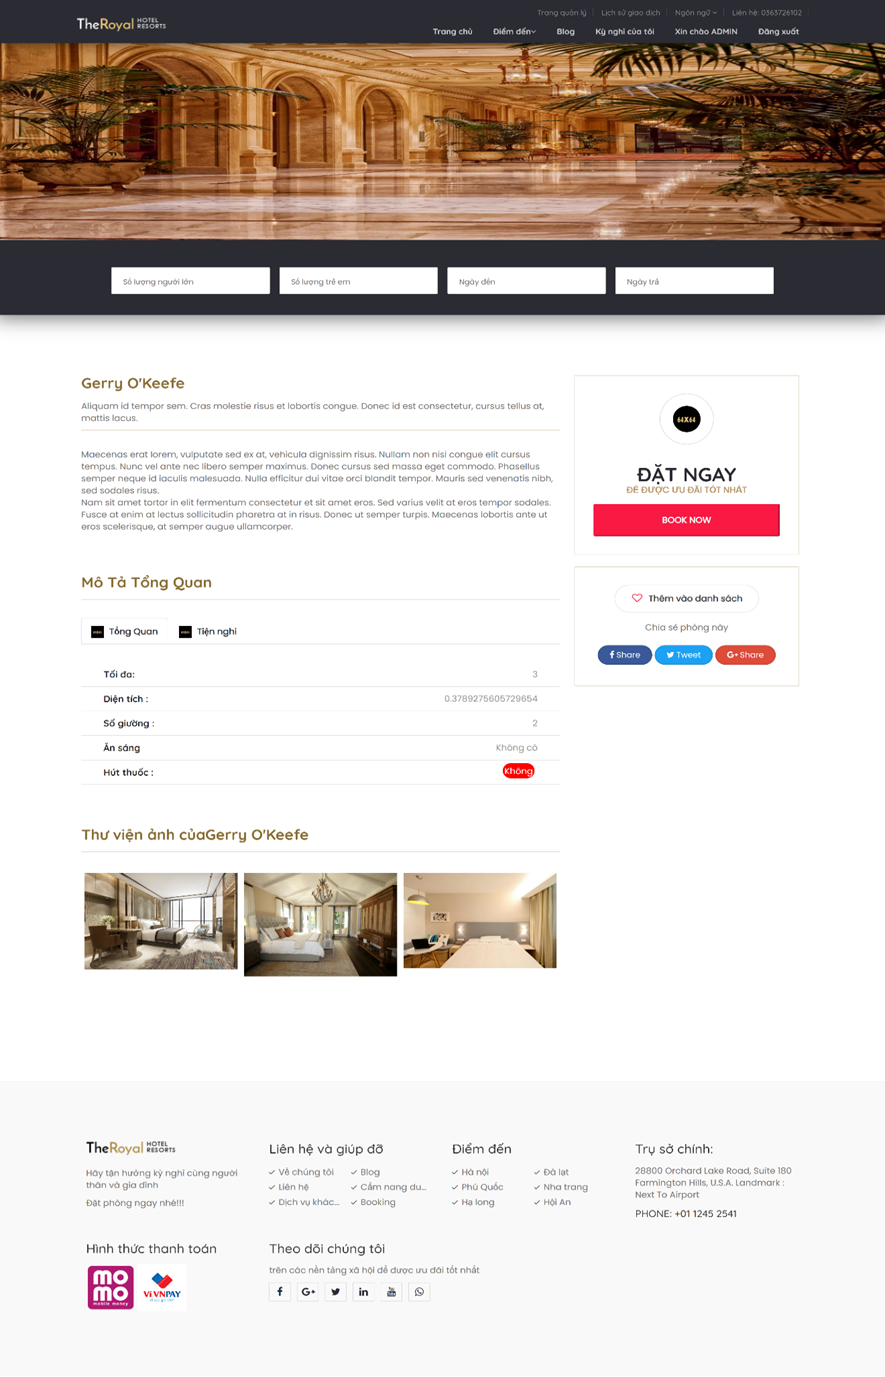 TheRoyal HOTEL RESORTS
Trang quản lý
Lịch sử giao dịch
Ngôn ngữ
Liên hệ: 0363726102
Trang chủ
Điểm đến
Blog
Kỳ nghỉ của tôi
Xin chào ADMIN
Đăng xuất
Số lượng người lớn
Số lượng trẻ em
Ngày đến
Ngày trả
Gerry O'Keefe
Aliquam id tempor sem. Cras molestie risus et lobortis congue. Donec id est consectetur, cursus tellus at,
mattis lacus.
Maecenas erat lorem, vulputate sed ex at, vehicula dignissim risus. Nullam non nisi congue elit cursus
tempus. Nunc vel ante nec libero semper maximus. Donec cursus sed massa eget commodo. Phasellus
semper neque id iaculis malesuada. Nulla efficitur dui vitae orci blandit tempor. Mauris sed venenatis nibh,
sed sodales risus.
Nam sit amet tortor in elit fermentum consectetur et sit amet eros. Sed varius velit at eros tempor sodales.
Fusce at enim at lectus sollicitudin pharetra at in risus. Donec ut semper turpis. Maecenas lobortis ante ut
eros scelerisque, at semper augue ullamcorper.
64X64
ĐẶT NGAY
ĐỂ ĐƯỢC ƯU ĐÃI TỐT NHẤT
BOOK NOW
Thêm vào danh sách
Chia sẻ phòng này
Share
Tweet
G+ Share
Mô Tả Tổng Quan
Tổng Quan
Tiện nghi
Tối đa: 3
Diện tích : 0.3789275605729654
Số giường : 2
Ăn sáng Không có
Hút thuốc : Không
Thư viện ảnh củaGerry O'Keefe
TheRoyal HOTEL RESORTS
Hãy tận hưởng kỳ nghỉ cùng người
thân và gia đình
Đặt phòng ngay nhé!!!
Liên hệ và giúp đỡ
Về chúng tôi
Blog
Liên hệ
Cẩm nang du...
Dịch vụ khác...
Booking
Điểm đến
Hà nội
Đà lạt
Phú Quốc
Nha trang
Hạ long
Hội An
Trụ sở chính:
28800 Orchard Lake Road, Suite 180
Farmington Hills, U.S.A. Landmark :
Next To Airport
PHONE: +01 1245 2541
Hình thức thanh toán
momo
mobile money
Ví VNPAY
Theo dõi chúng tôi
trên các nền tảng xã hội để được ưu đãi tốt nhất